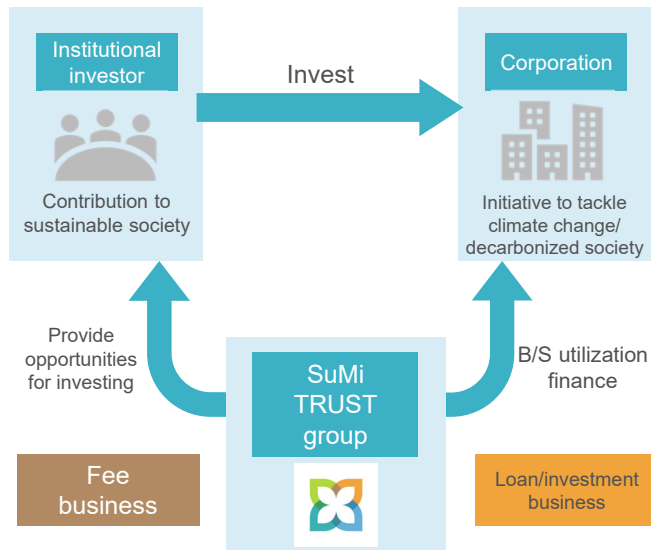 Institutional
investor
Invest
Corporation
Contribution to
sustainable society
Initiative to tackle
climate change/
decarbonized society
Provide
opportunities
for investing
SuMi
TRUST
group
B/S utilization
finance
Fee
business
Loan/investment
business